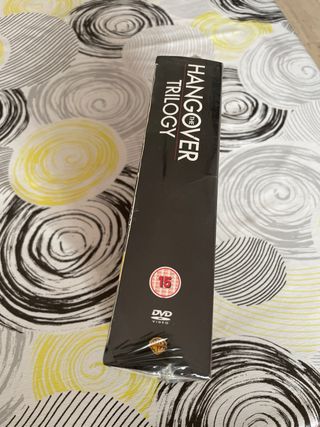 THE
HANGOVER
TRILOGY
15
DVD
VIDEO